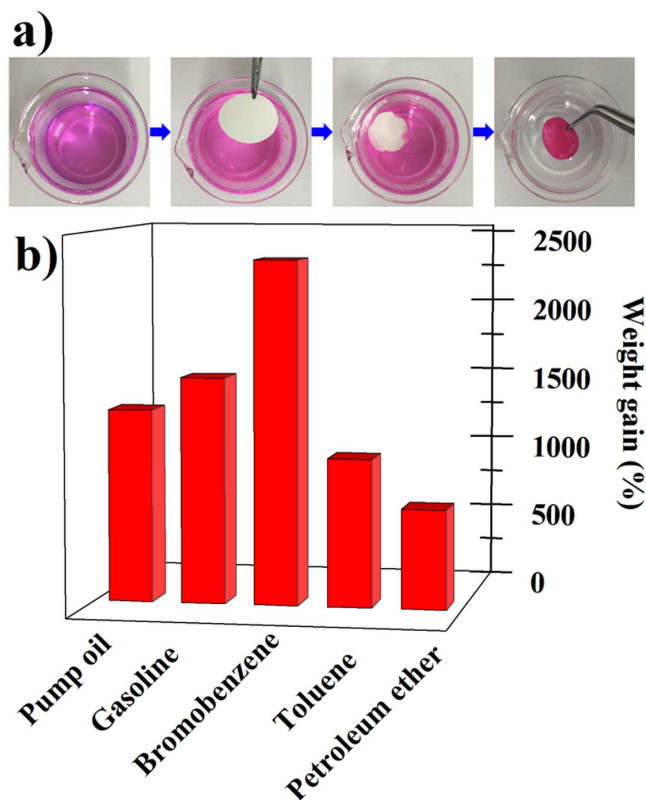 a)
b)
2500
2000
1500
1000
500
0
Weight gain (%)
Pump oil
Gasoline
Bromobenzene
Toluene
Petroleum ether